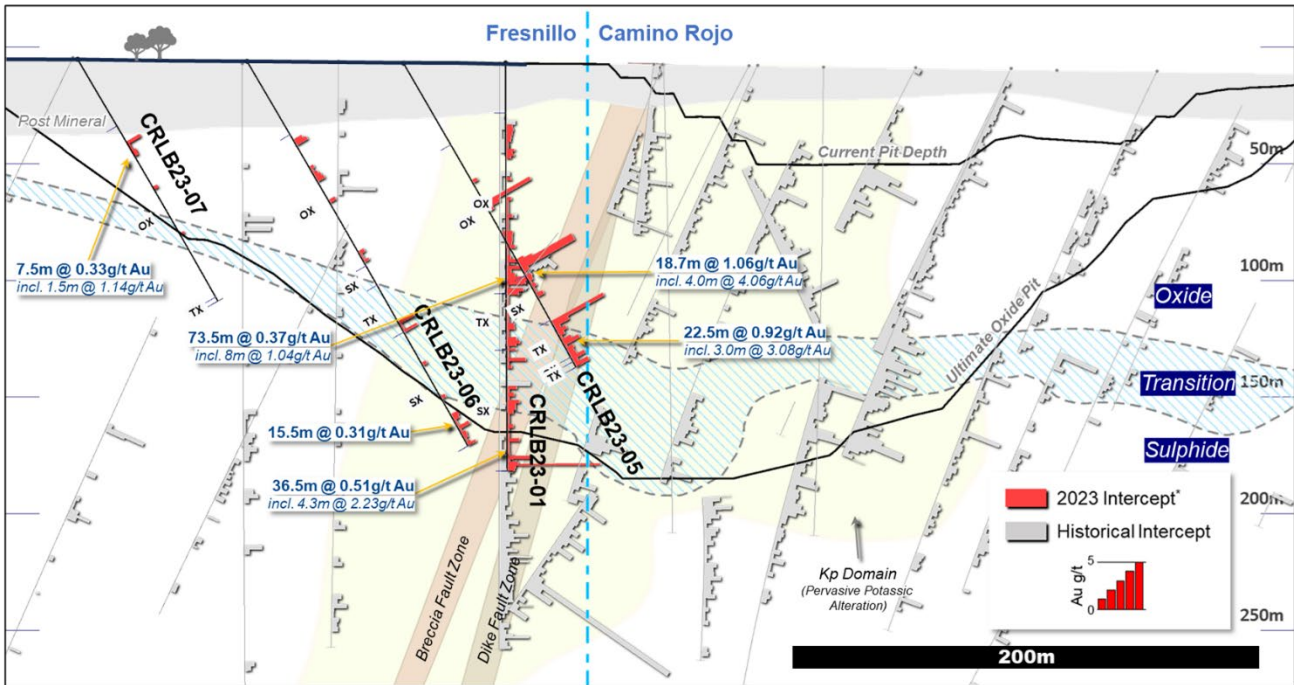 Fresnillo
Camino Rojo
Post Mineral
CRLB23-07
Current Pit Depth
50m
OX
OX
OX
OX
7.5m @ 0.33g/t Au
incl. 1.5m @ 1.14g/t Au
18.7m @ 1.06g/t Au
incl. 4.0m @ 4.06g/t Au
100m
Oxide
SX
SX
TX
TX
TX
73.5m @ 0.37g/t Au
incl. 8m @ 1.04g/t Au
22.5m @ 0.92g/t Au
incl. 3.0m @ 3.08g/t Au
Ultimate Oxide Pit
TX
TX
CRLB23-06
CRLB23-05
CRLB23-01
Transition
150m
SX
SX
15.5m @ 0.31g/t Au
Sulphide
36.5m @ 0.51g/t Au
incl. 4.3m @ 2.23g/t Au
200m
2023 Intercept*
Historical Intercept
5
Au g/t
0
Kp Domain
(Pervasive Potassic
Alteration)
Breccia Fault Zone
Dike Fault Zone
250m
200m